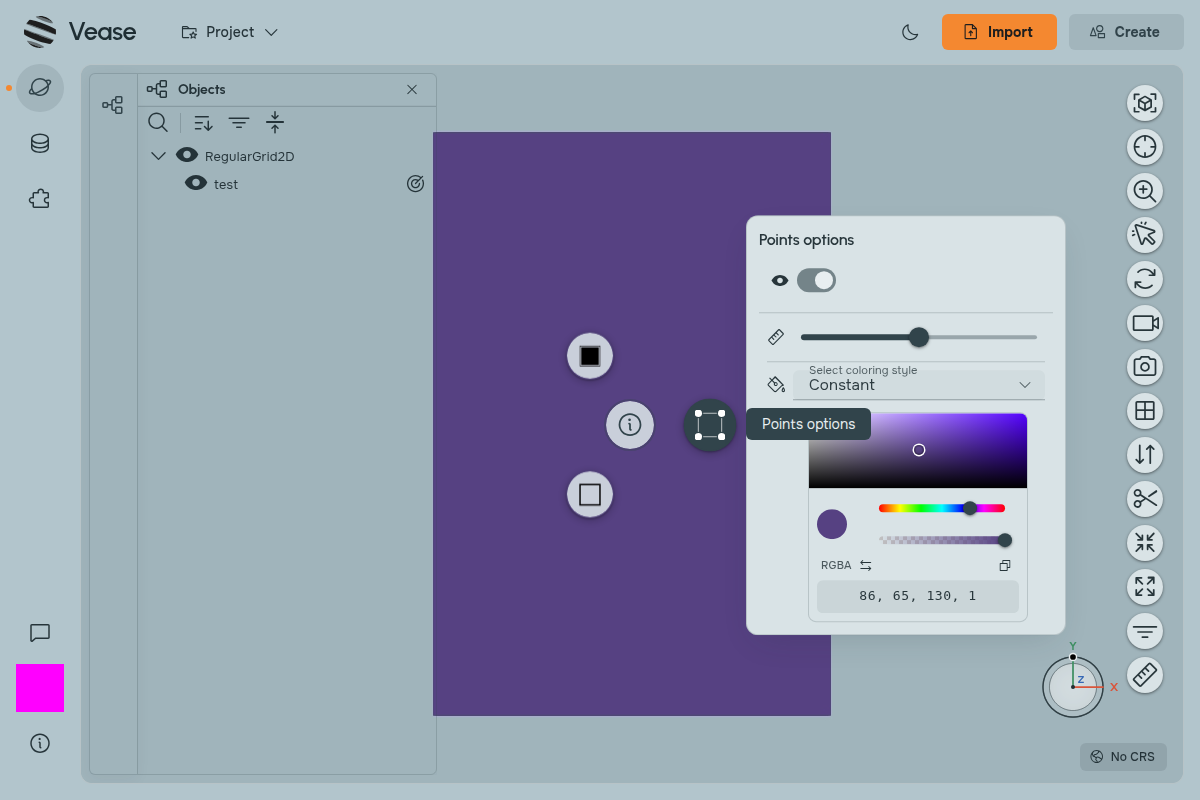 Vease
Project
Import
Create
Objects
RegularGrid2D
test
Points options
Select coloring style
Constant
Points options
RGBA
86, 65, 130, 1
Y
Z
X
No CRS